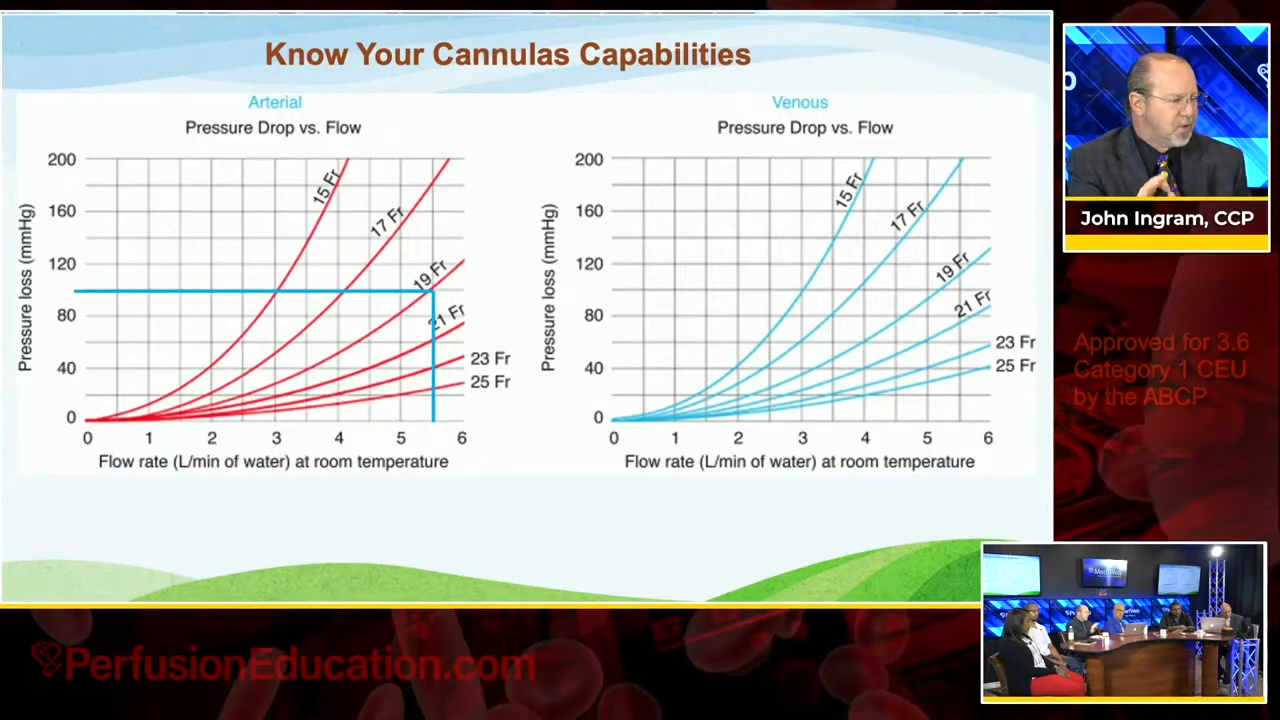 Know Your Cannulas Capabilities
Arterial
Pressure Drop vs. Flow
Pressure loss (mmHg)
200
160
120
80
40
0
15 Fr
17 Fr
19 Fr
21 Fr
23 Fr
25 Fr
0 1 2 3 4 5 6
Flow rate (L/min of water) at room temperature
Venous
Pressure Drop vs. Flow
Pressure loss (mmHg)
200
160
120
80
40
0
15 Fr
17 Fr
19 Fr
21 Fr
23 Fr
25 Fr
0 1 2 3 4 5 6
Flow rate (L/min of water) at room temperature
John Ingram, CCP
Approved for 3.6
Category 1 CEU
by the ABCP
PerfusionEducation.com